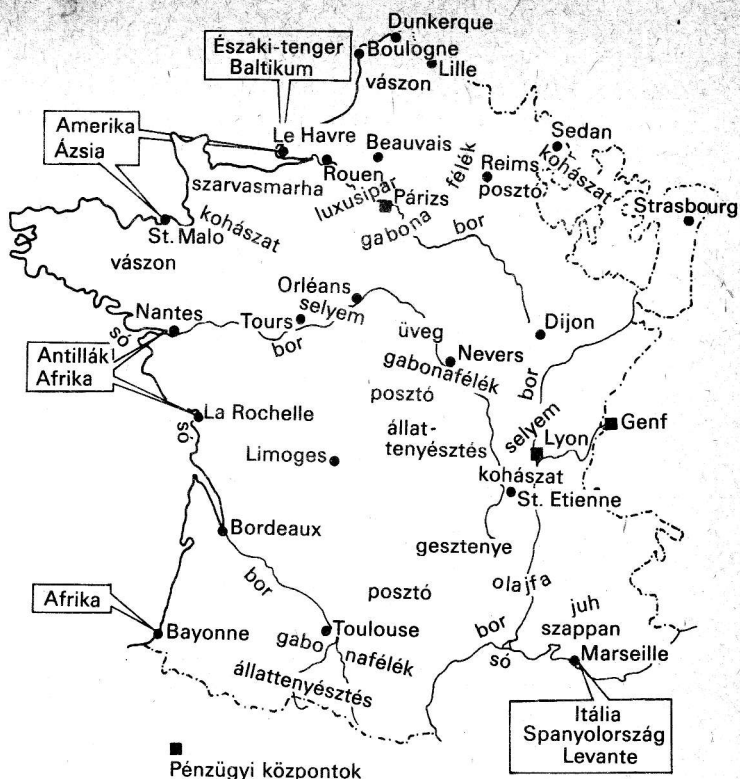 Dunkerque
Északi-tenger
Baltikum
Boulogne
Lille
vászon
Amerika
Ázsia
Le Havre
Beauvais
Sedan
Rouen
félék
Reims
kohászat
szarvasmarha
luxusipar
Párizs
posztó
Strasbourg
St. Malo
kohászat
gabona
bor
vászon
Orléans
selyem
Nantes
Tours
bor
üveg
Dijon
só
Nevers
gabonafélék
bor
Antillák
Afrika
posztó
La Rochelle
állat-
tenyésztés
selyem
Lyon
Genf
só
Limoges
kohászat
St. Etienne
Bordeaux
gesztenye
bor
posztó
olajfa
Afrika
juh
Bayonne
gabo
nafélék
Toulouse
bor
szappan
só
Marseille
állattenyésztés
Itália
Spanyolország
Levante
Pénzügyi központok